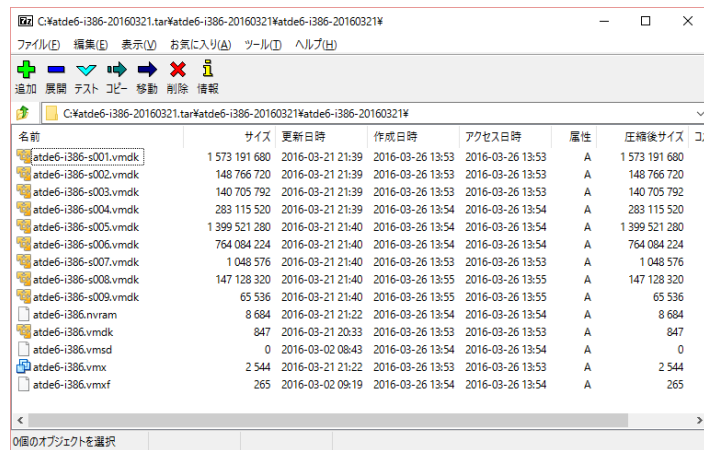 C:¥atde6-i386-20160321.tar¥atde6-i386-20160321¥atde6-i386-20160321¥
ファイル(F) 編集(E) 表示(V) お気に入り(A) ツール(T) ヘルプ(H)
追加 展開 テスト コピー 移動 削除 情報
C:¥atde6-i386-20160321.tar¥atde6-i386-20160321¥atde6-i386-20160321¥
名前 サイズ 更新日時 作成日時 アクセス日時 属性 圧縮後サイズ
atde6-i386-s001.vmdk 1 573 191 680 2016-03-21 21:39 2016-03-26 13:53 2016-03-26 13:53 A 1 573 191 680
atde6-i386-s002.vmdk 148 766 720 2016-03-21 21:39 2016-03-26 13:53 2016-03-26 13:53 A 148 766 720
atde6-i386-s003.vmdk 140 705 792 2016-03-21 21:39 2016-03-26 13:53 2016-03-26 13:53 A 140 705 792
atde6-i386-s004.vmdk 283 115 520 2016-03-21 21:39 2016-03-26 13:54 2016-03-26 13:54 A 283 115 520
atde6-i386-s005.vmdk 1 399 521 280 2016-03-21 21:40 2016-03-26 13:54 2016-03-26 13:54 A 1 399 521 280
atde6-i386-s006.vmdk 764 084 224 2016-03-21 21:40 2016-03-26 13:54 2016-03-26 13:54 A 764 084 224
atde6-i386-s007.vmdk 1 048 576 2016-03-21 21:40 2016-03-26 13:53 2016-03-26 13:53 A 1 048 576
atde6-i386-s008.vmdk 147 128 320 2016-03-21 21:40 2016-03-26 13:55 2016-03-26 13:55 A 147 128 320
atde6-i386-s009.vmdk 65 536 2016-03-21 21:40 2016-03-26 13:55 2016-03-26 13:55 A 65 536
atde6-i386.nvram 8 684 2016-03-21 21:22 2016-03-26 13:54 2016-03-26 13:54 A 8 684
atde6-i386.vmdk 847 2016-03-21 20:33 2016-03-26 13:53 2016-03-26 13:53 A 847
atde6-i386.vmsd 0 2016-03-02 08:43 2016-03-26 13:54 2016-03-26 13:54 A 0
atde6-i386.vmx 2 544 2016-03-21 21:22 2016-03-26 13:53 2016-03-26 13:53 A 2 544
atde6-i386.vmxf 265 2016-03-02 09:19 2016-03-26 13:54 2016-03-26 13:54 A 265
0個のオブジェクトを選択